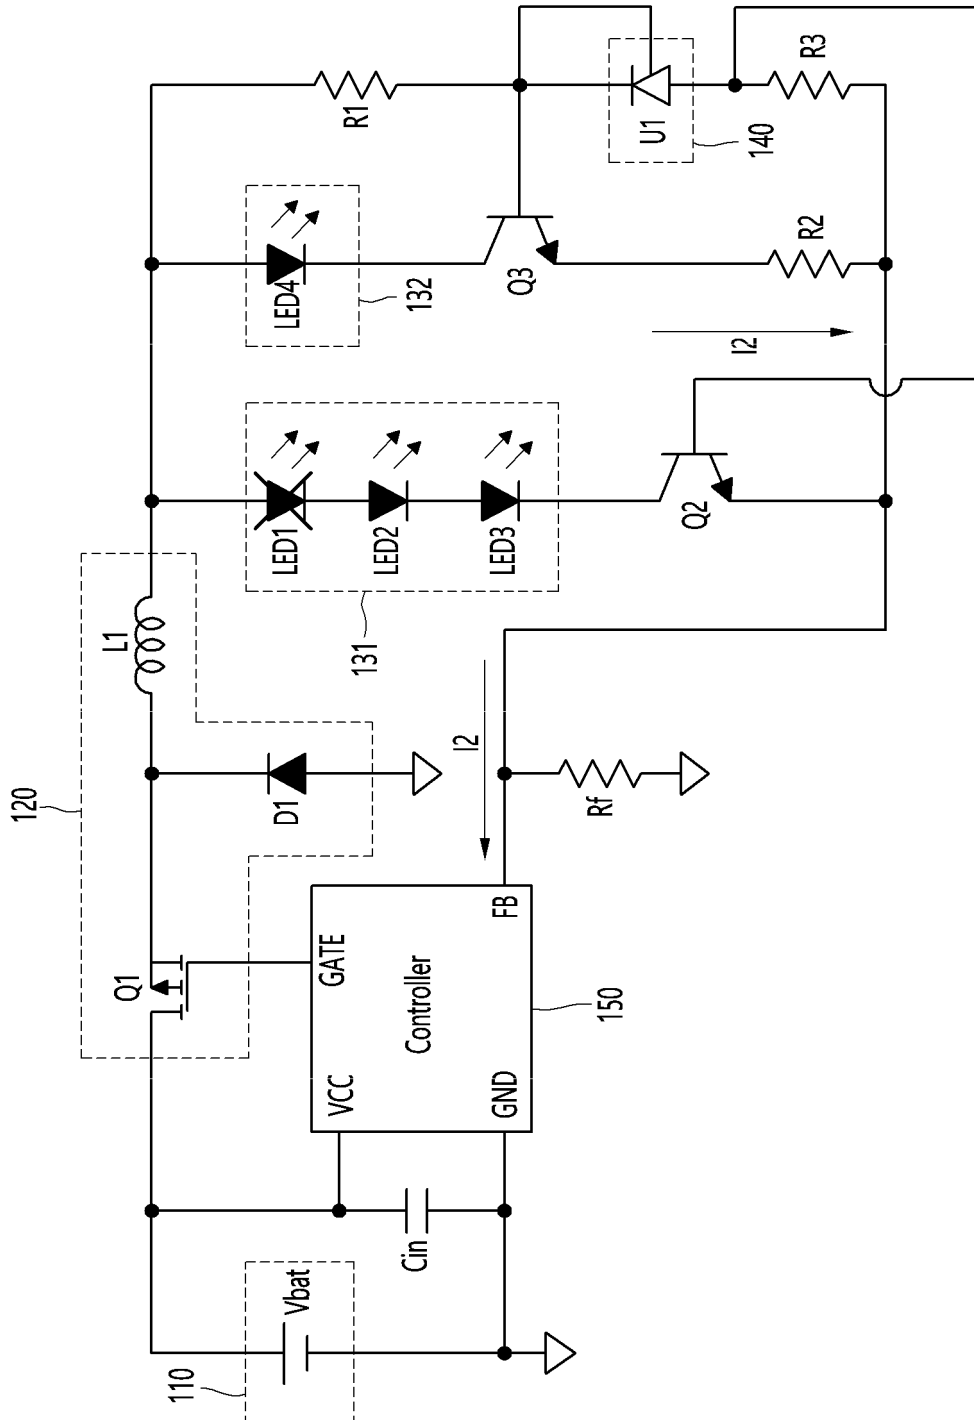 110
Vbat
Cin
VCC
GND
Controller
GATE
FB
150
Q1
120
D1
L1
Rf
I2
131
LED1
LED2
LED3
Q2
I2
LED4
132
Q3
R2
R1
U1
140
R3